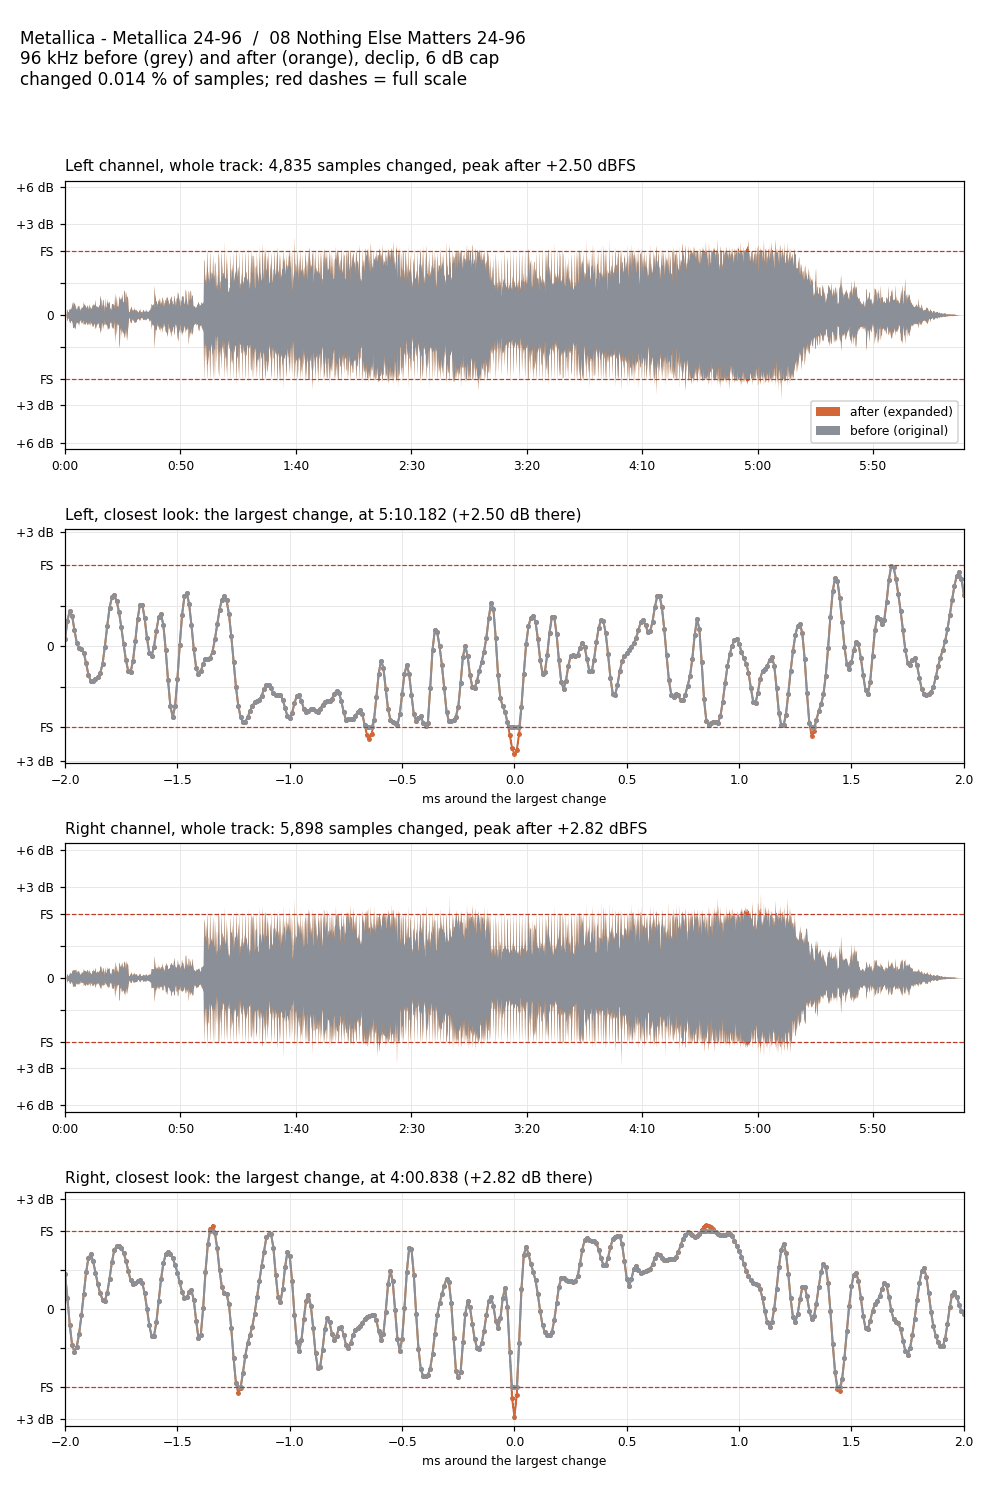 Metallica - Metallica 24-96  /  08 Nothing Else Matters 24-96
96 kHz before (grey) and after (orange), declip, 6 dB cap
changed 0.014 % of samples; red dashes = full scale
Left channel, whole track: 4,835 samples changed, peak after +2.50 dBFS
+6 dB
+3 dB
FS
0
FS
+3 dB
+6 dB
after (expanded)
before (original)
0:00 0:50 1:40 2:30 3:20 4:10 5:00 5:50
Left, closest look: the largest change, at 5:10.182 (+2.50 dB there)
+3 dB
FS
0
FS
+3 dB
−2.0 −1.5 −1.0 −0.5 0.0 0.5 1.0 1.5 2.0
ms around the largest change
Right channel, whole track: 5,898 samples changed, peak after +2.82 dBFS
+6 dB
+3 dB
FS
0
FS
+3 dB
+6 dB
0:00 0:50 1:40 2:30 3:20 4:10 5:00 5:50
Right, closest look: the largest change, at 4:00.838 (+2.82 dB there)
+3 dB
FS
0
FS
+3 dB
−2.0 −1.5 −1.0 −0.5 0.0 0.5 1.0 1.5 2.0
ms around the largest change